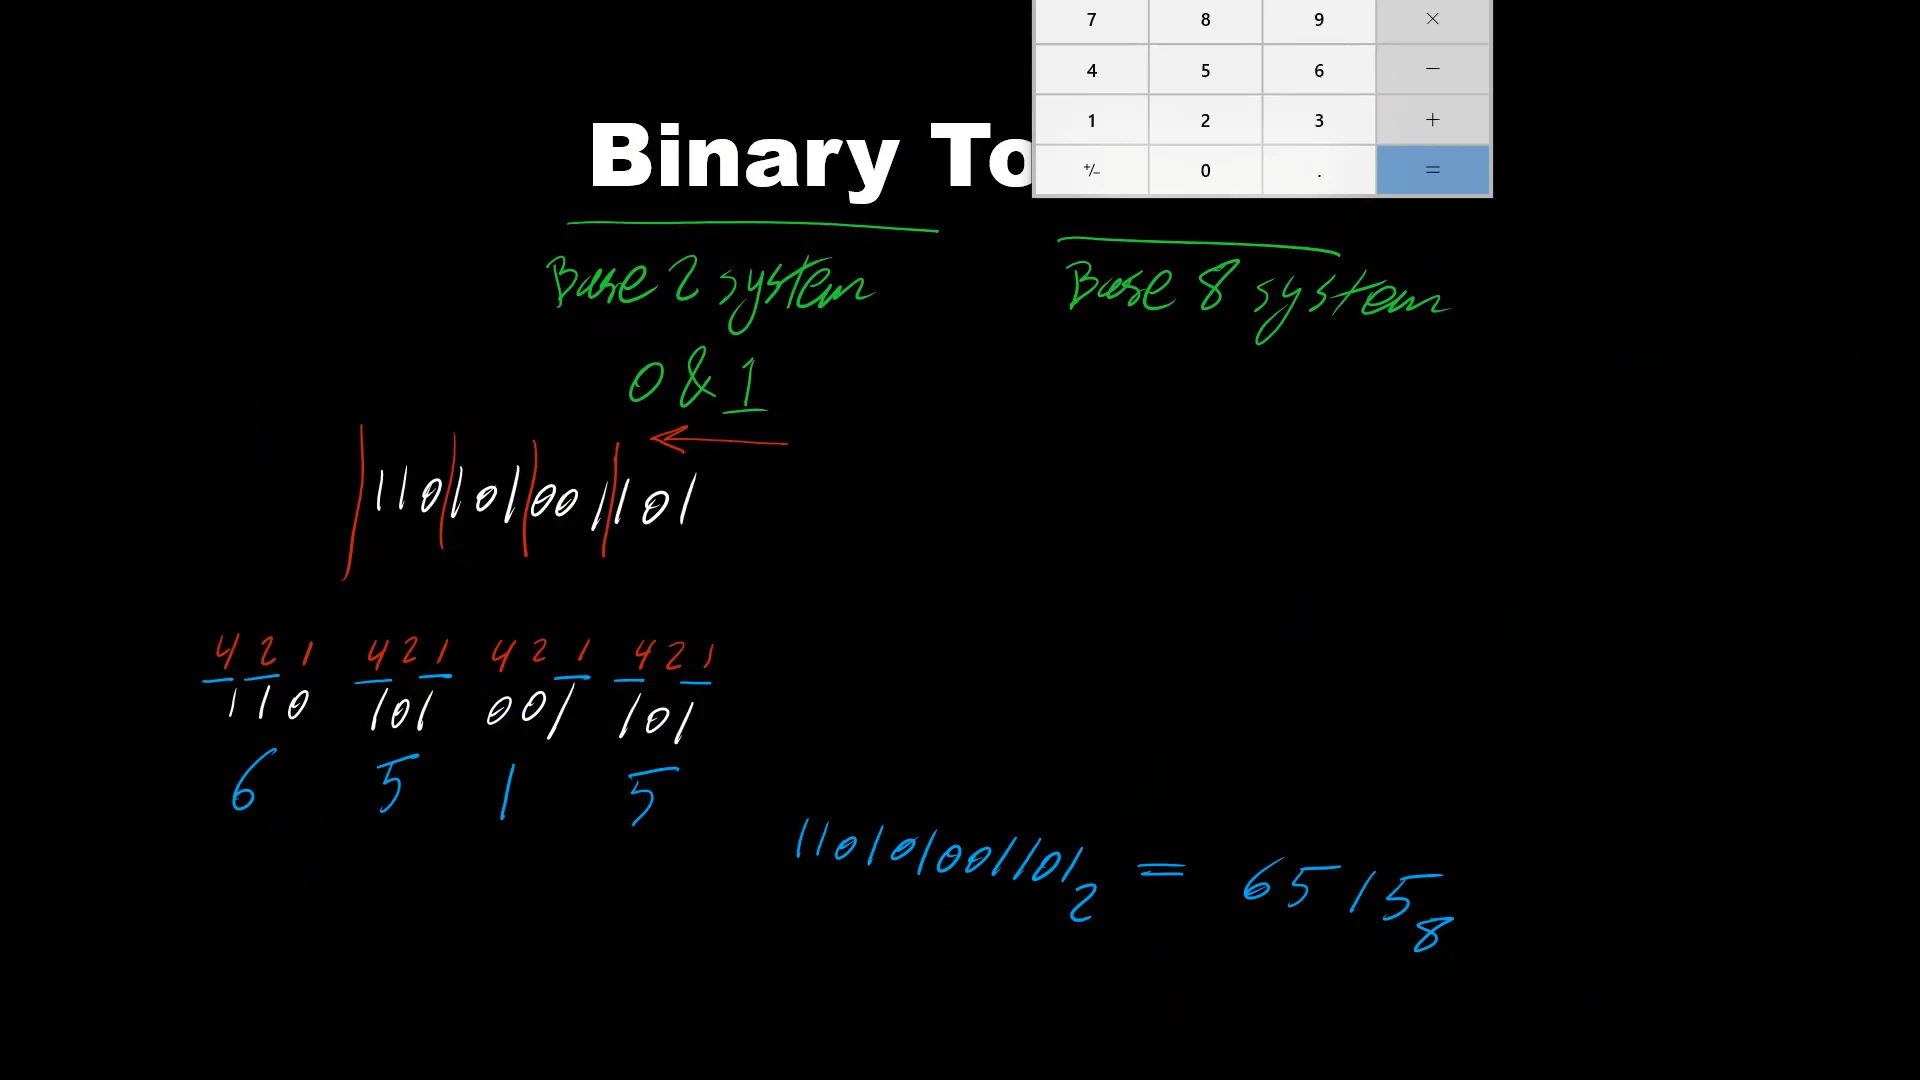 7 8 9 ×
4 5 6 −
1 2 3 +
+/− 0 . =
Binary To
Base 2 system
Base 8 system
0 & 1
110101001101
4 2 1 4 2 1 4 2 1 4 2 1
110 101 001 101
6 5 1 5
110101001101₂ = 6515₈